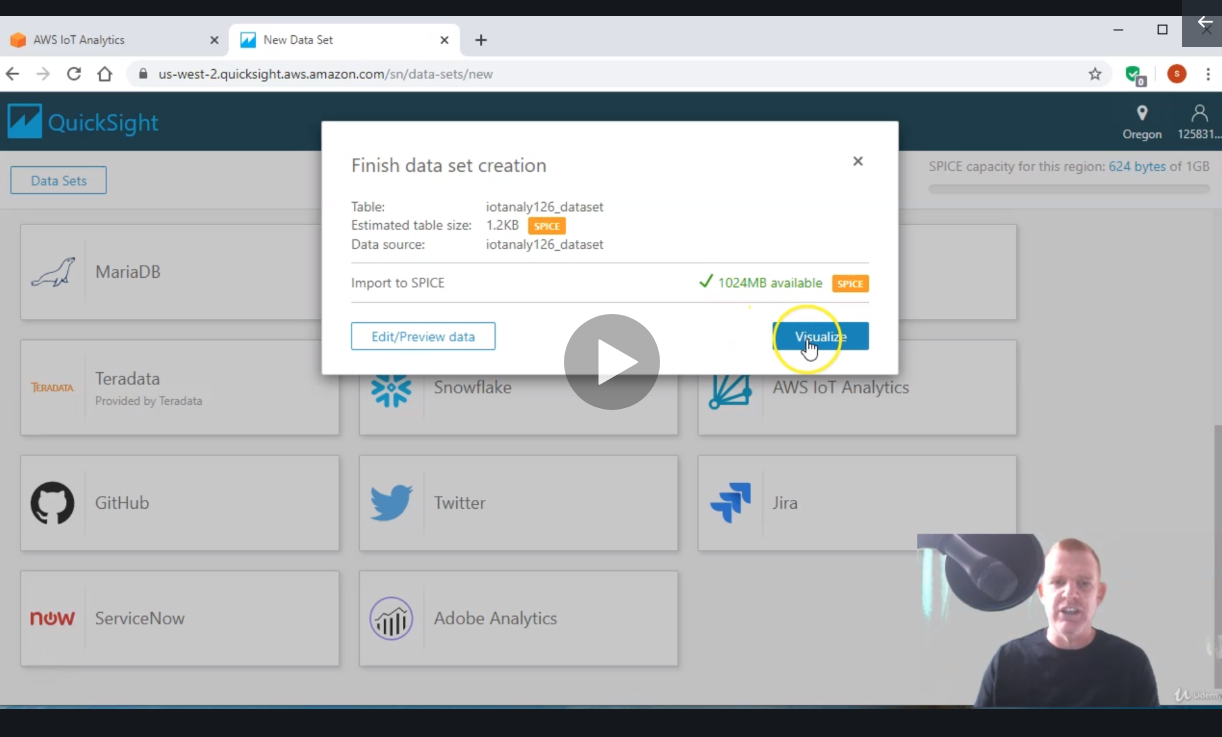 AWS IoT Analytics
New Data Set
us-west-2.quicksight.aws.amazon.com/sn/data-sets/new
0
s
QuickSight
Oregon
125831...
Data Sets
SPICE capacity for this region: 624 bytes of 1GB
Finish data set creation
Table: iotanaly126_dataset
Estimated table size: 1.2KB SPICE
Data source: iotanaly126_dataset
Import to SPICE 1024MB available SPICE
Edit/Preview data
Visualize
MariaDB
TERADATA
Teradata
Provided by Teradata
Snowflake
AWS IoT Analytics
GitHub
Twitter
Jira
now
ServiceNow
Adobe Analytics
Udemy